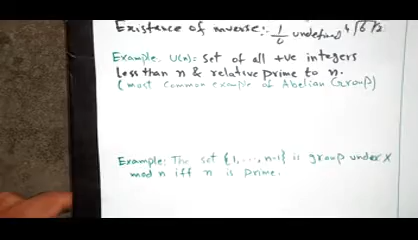 Existance of inverse:- 1/0 undefined
Example. U(n) = Set of all +ve integers
less than n & relative prime to n.
(most common example of Abelian Group)
Example: The set {1, ..., n-1} is group under X
mod n iff n is prime.